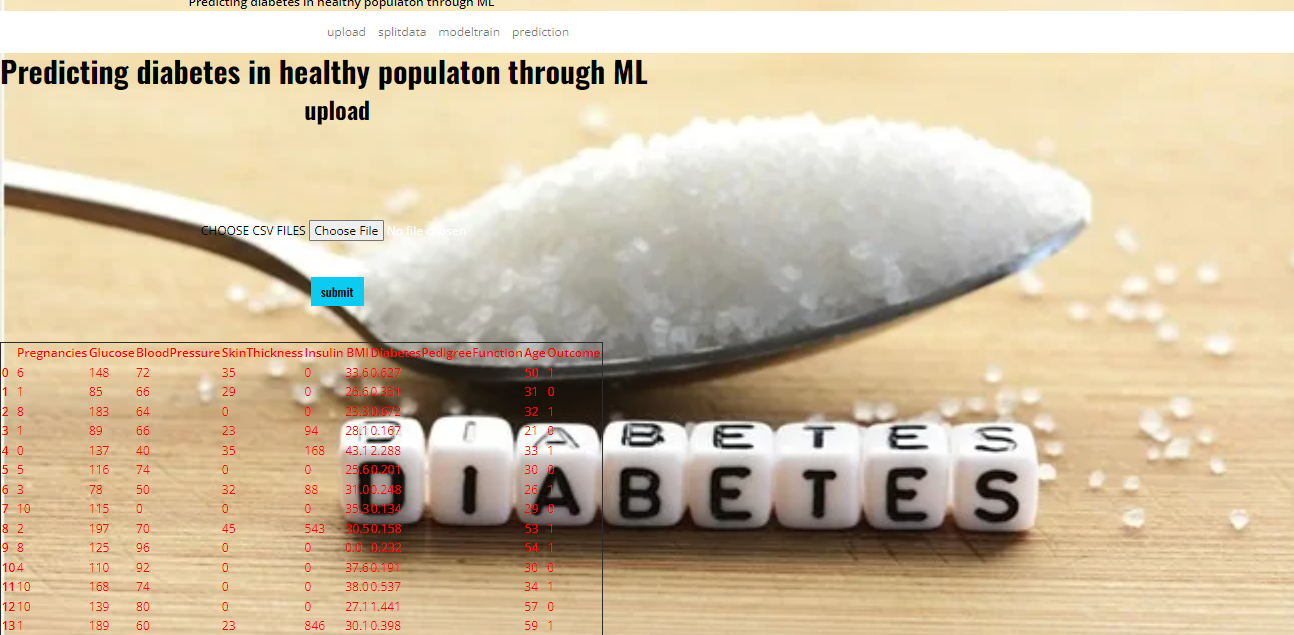 Predicting diabetes in healthy populaton through ML
upload splitdata modeltrain prediction
Predicting diabetes in healthy populaton through ML
upload
CHOOSE CSV FILES Choose File No file chosen
submit
Pregnancies Glucose BloodPressure SkinThickness Insulin BMI DiabetesPedigreeFunction Age Outcome
0 6 148 72 35 0 33.6 0.627 50 1
1 1 85 66 29 0 26.6 0.351 31 0
2 8 183 64 0 0 23.3 0.672 32 1
3 1 89 66 23 94 28.1 0.167 21 0
4 0 137 40 35 168 43.1 2.288 33 1
5 5 116 74 0 0 25.6 0.201 30 0
6 3 78 50 32 88 31.0 0.248 26 1
7 10 115 0 0 0 35.3 0.134 29 0
8 2 197 70 45 543 30.5 0.158 53 1
9 8 125 96 0 0 0.0 0.232 54 1
10 4 110 92 0 0 37.6 0.191 30 0
11 10 168 74 0 0 38.0 0.537 34 1
12 10 139 80 0 0 27.1 1.441 57 0
13 1 189 60 23 846 30.1 0.398 59 1
DIABETES
DIABETES